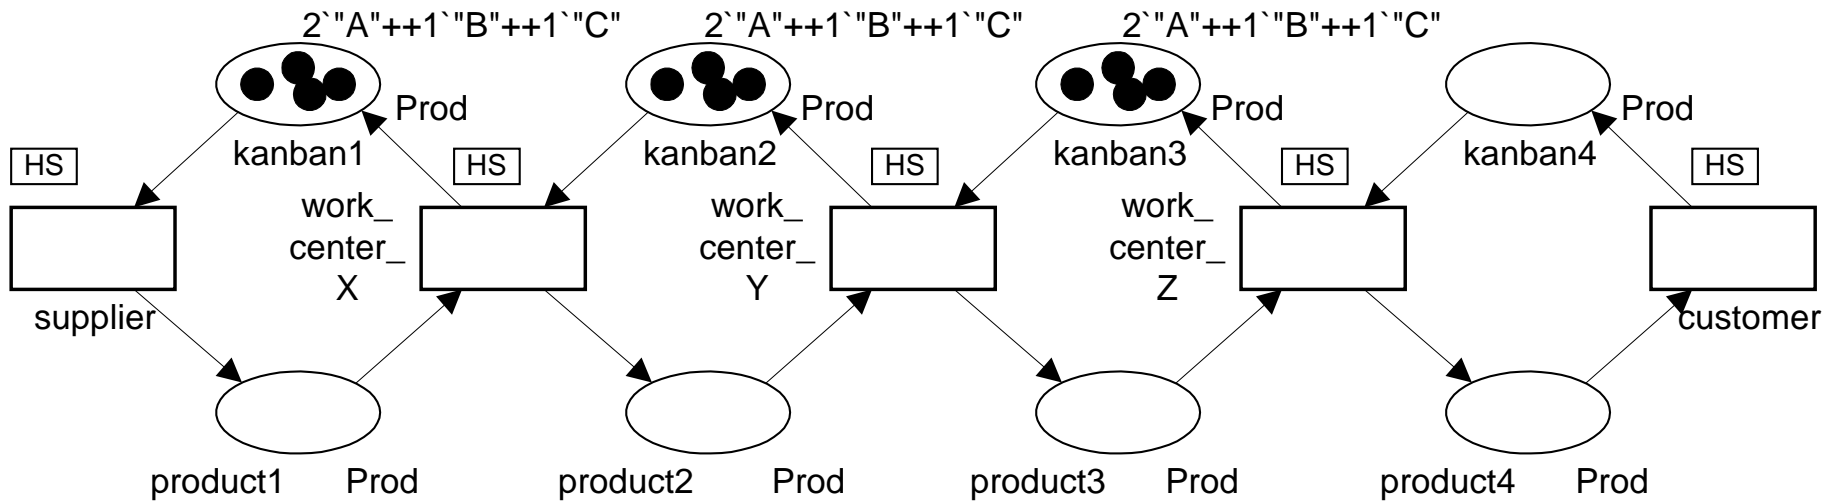 2`"A"++1`"B"++1`"C"
2`"A"++1`"B"++1`"C"
2`"A"++1`"B"++1`"C"
Prod
Prod
Prod
Prod
kanban1
kanban2
kanban3
kanban4
HS
HS
HS
HS
HS
work_
center_
X
work_
center_
Y
work_
center_
Z
supplier
customer
product1
Prod
product2
Prod
product3
Prod
product4
Prod